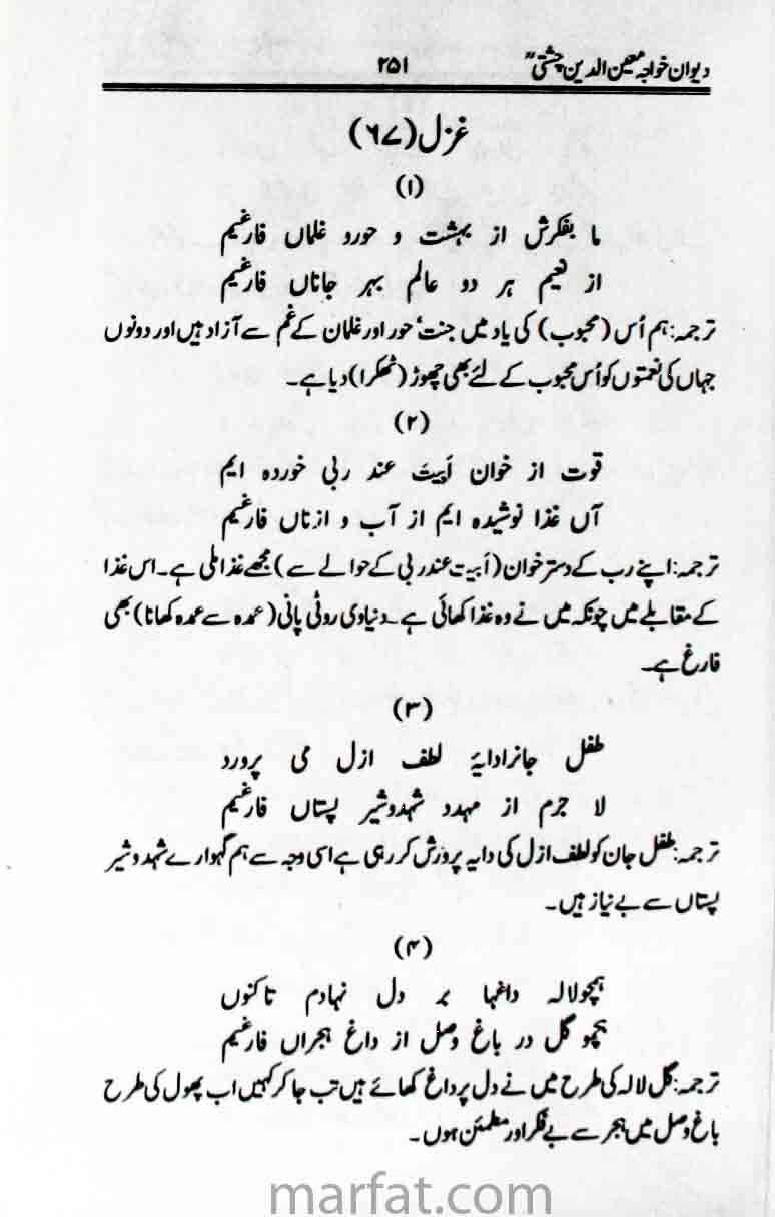 دیوان خواجہ معین الدین چشتیؒ ۲۵۱
غزل (۶۷)
(۱)
ما بفکرش از بہشت و حورو غلماں فارغیم
از نعیم ہر دو عالم بہر جاناں فارغیم
ترجمہ: ہم اُس (محبوب) کی یاد میں جنت‘ حور اور غلمان کے غم سے آزاد ہیں اور دونوں
جہاں کی نعمتوں کو اُس محبوب کے لئے بھی چھوڑ (ٹھکرا) دیا ہے۔
(۲)
قوت از خوان اَبِیتُ عند ربی خوردہ ایم
آں غذا نوشیدہ ایم از آب و ازناں فارغیم
ترجمہ: اپنے رب کے دسترخوان (اَبیت عند ربی کے حوالے سے) مجھے غذا ملی ہے۔ اس غذا
کے مقابلے میں چونکہ میں نے وہ غذا کھائی ہے۔ دنیاوی روٹی پانی (عمدہ سے عمدہ کھانا) بھی
فارغ ہے۔
(۳)
طفل جانرادایۂ لطف ازل می پرورد
لا جرم از مہدد شہدوشیر پستاں فارغیم
ترجمہ: طفل جان کو لطف ازل کی دایہ پرورش کر رہی ہے اسی وجہ سے ہم گہوارے شہد و شیر
پستاں سے بے نیاز ہیں۔
(۴)
ہمچولالہ داغہا بر دل نہادم تاکنوں
ہمچو گل در باغ وصل از داغ ہجراں فارغیم
ترجمہ: گل لالہ کی طرح میں نے دل پر داغ کھائے ہیں تب جا کر کہیں اب پھول کی طرح
باغ وصل میں ہجر سے بے فکر اور مطمئن ہوں۔
marfat.com